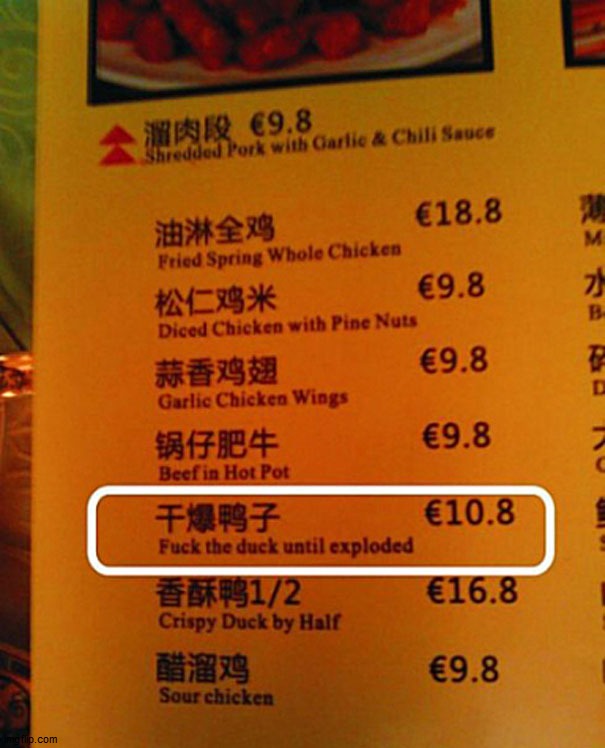 溜肉段 €9.8
Shredded Pork with Garlic & Chili Sauce
油淋全鸡 €18.8
Fried Spring Whole Chicken
松仁鸡米 €9.8
Diced Chicken with Pine Nuts
蒜香鸡翅 €9.8
Garlic Chicken Wings
锅仔肥牛 €9.8
Beef in Hot Pot
干爆鸭子 €10.8
Fuck the duck until exploded
香酥鸭1/2 €16.8
Crispy Duck by Half
醋溜鸡 €9.8
Sour chicken